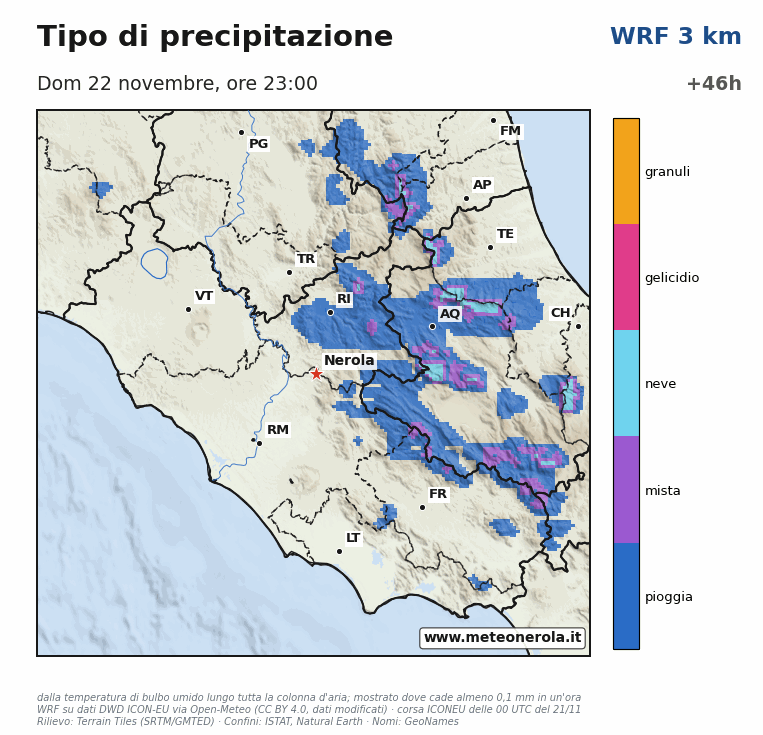 Tipo di precipitazione
WRF 3 km
Dom 22 novembre, ore 23:00
+46h
FM
PG
AP
TE
TR
VT
RI
AQ
CH
Nerola
RM
FR
LT
www.meteonerola.it
granuli
gelicidio
neve
mista
pioggia
dalla temperatura di bulbo umido lungo tutta la colonna d'aria; mostrato dove cade almeno 0,1 mm in un'ora
WRF su dati DWD ICON-EU via Open-Meteo (CC BY 4.0, dati modificati) · corsa ICONEU delle 00 UTC del 21/11
Rilievo: Terrain Tiles (SRTM/GMTED) · Confini: ISTAT, Natural Earth · Nomi: GeoNames